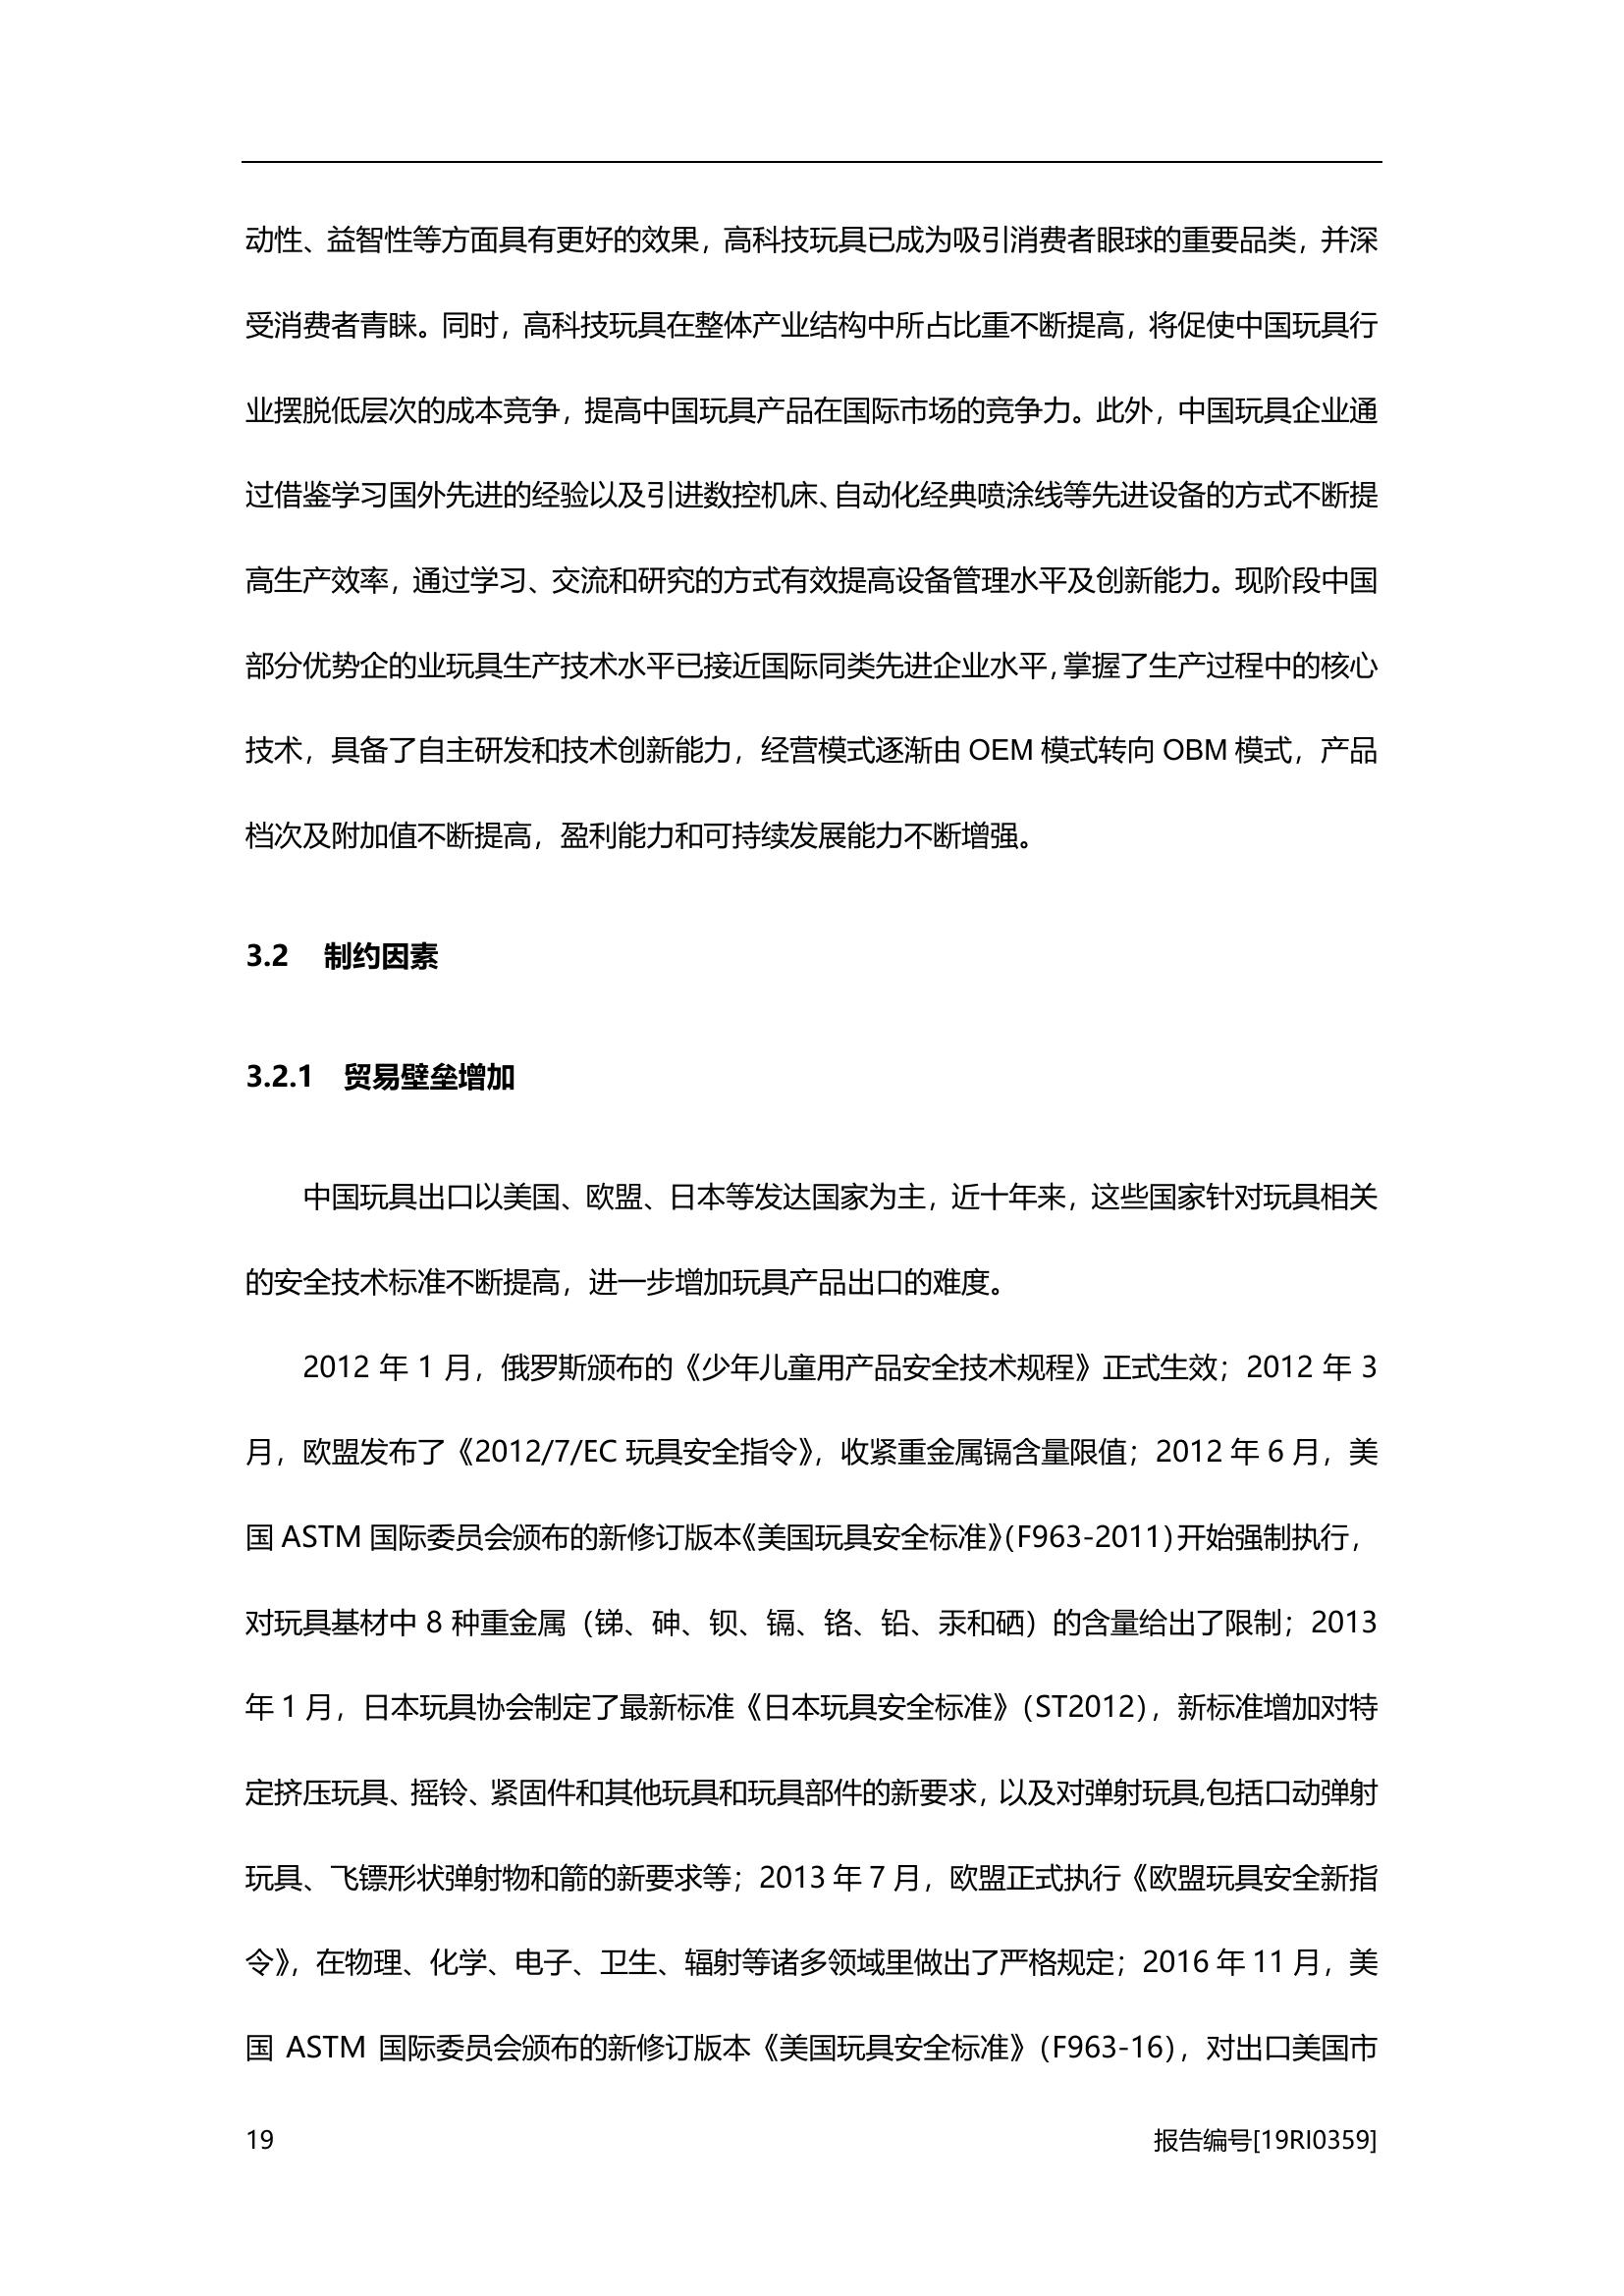 动性、益智性等方面具有更好的效果，高科技玩具已成为吸引消费者眼球的重要品类，并深
受消费者青睐。同时，高科技玩具在整体产业结构中所占比重不断提高，将促使中国玩具行
业摆脱低层次的成本竞争，提高中国玩具产品在国际市场的竞争力。此外，中国玩具企业通
过借鉴学习国外先进的经验以及引进数控机床、自动化经典喷涂线等先进设备的方式不断提
高生产效率，通过学习、交流和研究的方式有效提高设备管理水平及创新能力。现阶段中国
部分优势企的业玩具生产技术水平已接近国际同类先进企业水平，掌握了生产过程中的核心
技术，具备了自主研发和技术创新能力，经营模式逐渐由 OEM 模式转向 OBM 模式，产品
档次及附加值不断提高，盈利能力和可持续发展能力不断增强。
3.2 制约因素
3.2.1 贸易壁垒增加
中国玩具出口以美国、欧盟、日本等发达国家为主，近十年来，这些国家针对玩具相关
的安全技术标准不断提高，进一步增加玩具产品出口的难度。
2012 年 1 月，俄罗斯颁布的《少年儿童用产品安全技术规程》正式生效；2012 年 3
月，欧盟发布了《2012/7/EC 玩具安全指令》，收紧重金属镉含量限值；2012 年 6 月，美
国 ASTM 国际委员会颁布的新修订版本《美国玩具安全标准》（F963-2011）开始强制执行，
对玩具基材中 8 种重金属（锑、砷、钡、镉、铬、铅、汞和硒）的含量给出了限制；2013
年 1 月，日本玩具协会制定了最新标准《日本玩具安全标准》（ST2012），新标准增加对特
定挤压玩具、摇铃、紧固件和其他玩具和玩具部件的新要求，以及对弹射玩具,包括口动弹射
玩具、飞镖形状弹射物和箭的新要求等；2013 年 7 月，欧盟正式执行《欧盟玩具安全新指
令》，在物理、化学、电子、卫生、辐射等诸多领域里做出了严格规定；2016 年 11 月，美
国 ASTM 国际委员会颁布的新修订版本《美国玩具安全标准》（F963-16），对出口美国市
19 报告编号[19RI0359]